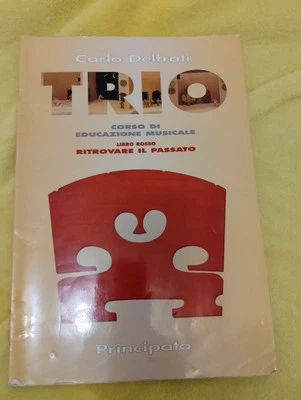 Carlo Delfrati
TRIO
CORSO DI
EDUCAZIONE MUSICALE
LIBRO ROSSO
RITROVARE IL PASSATO
Principato